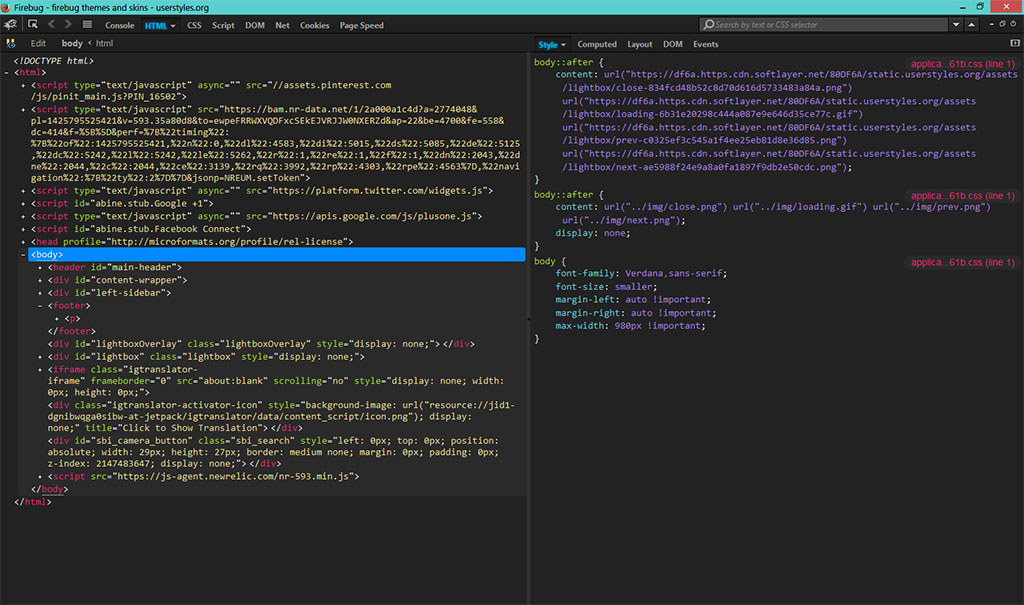 Firebug - firebug themes and skins - userstyles.org
Console HTML CSS Script DOM Net Cookies Page Speed
Search by text or CSS selector
Edit body < html
Style Computed Layout DOM Events
<!DOCTYPE html>
- <html>
+ <script type="text/javascript" async="" src="//assets.pinterest.com
/js/pinit_main.js?PIN_16502">
+ <script type="text/javascript" src="https://bam.nr-data.net/1/2a000a1c4d?a=2774048&
pl=1425795525421&v=593.35a80d8&to=ewpeFRRWXVQDFxcSEkEJVRJJW0NXERZd&ap=22&be=4700&fe=558&
dc=414&f=%5B%5D&perf=%7B%22timing%22:
%7B%22of%22:1425795525421,%22n%22:0,%22dl%22:4583,%22di%22:5015,%22ds%22:5085,%22de%22:5125
,%22dc%22:5242,%22l%22:5242,%22le%22:5262,%22r%22:1,%22re%22:1,%22f%22:1,%22dn%22:2043,%22d
ne%22:2044,%22c%22:2044,%22ce%22:3139,%22rq%22:3992,%22rp%22:4303,%22rpe%22:4563%7D,%22navi
gation%22:%7B%22ty%22:2%7D%7D&jsonp=NREUM.setToken">
+ <script type="text/javascript" async="" src="https://platform.twitter.com/widgets.js">
+ <script id="abine.stub.Google +1">
+ <script type="text/javascript" async="" src="https://apis.google.com/js/plusone.js">
+ <script id="abine.stub.Facebook Connect">
+ <head profile="http://microformats.org/profile/rel-license">
- <body>
+ <header id="main-header">
+ <div id="content-wrapper">
+ <div id="left-sidebar">
- <footer>
+ <p>
</footer>
<div id="lightboxOverlay" class="lightboxOverlay" style="display: none;"></div>
+ <div id="lightbox" class="lightbox" style="display: none;">
+ <iframe class="igtranslator-
iframe" frameborder="0" src="about:blank" scrolling="no" style="display: none; width:
0px; height: 0px;">
<div class="igtranslator-activator-icon" style="background-image: url("resource://jid1-
dgnibwqga0sibw-at-jetpack/igtranslator/data/content_script/icon.png"); display:
none;" title="Click to Show Translation"></div>
<div id="sbi_camera_button" class="sbi_search" style="left: 0px; top: 0px; position:
absolute; width: 29px; height: 27px; border: medium none; margin: 0px; padding: 0px;
z-index: 2147483647; display: none;"></div>
+ <script src="https://js-agent.newrelic.com/nr-593.min.js">
</body>
</html>
body::after { applica...61b.css (line 1)
content: url("https://df6a.https.cdn.softlayer.net/80DF6A/static.userstyles.org/assets
/lightbox/close-834fcd48b52c8d70d616d5733483a84a.png")
url("https://df6a.https.cdn.softlayer.net/80DF6A/static.userstyles.org/assets
/lightbox/loading-6b31e20298c444a087e9e646d35ce77c.gif")
url("https://df6a.https.cdn.softlayer.net/80DF6A/static.userstyles.org/assets
/lightbox/prev-c0325ef3c545a1f4ee25eb81d8e36d85.png")
url("https://df6a.https.cdn.softlayer.net/80DF6A/static.userstyles.org/assets
/lightbox/next-ae5988f24e9a8a0fa1897f9db2e50cdc.png");
}
body::after { applica...61b.css (line 1)
content: url("../img/close.png") url("../img/loading.gif") url("../img/prev.png")
url("../img/next.png");
display: none;
}
body { applica...61b.css (line 1)
font-family: Verdana,sans-serif;
font-size: smaller;
margin-left: auto !important;
margin-right: auto !important;
max-width: 980px !important;
}